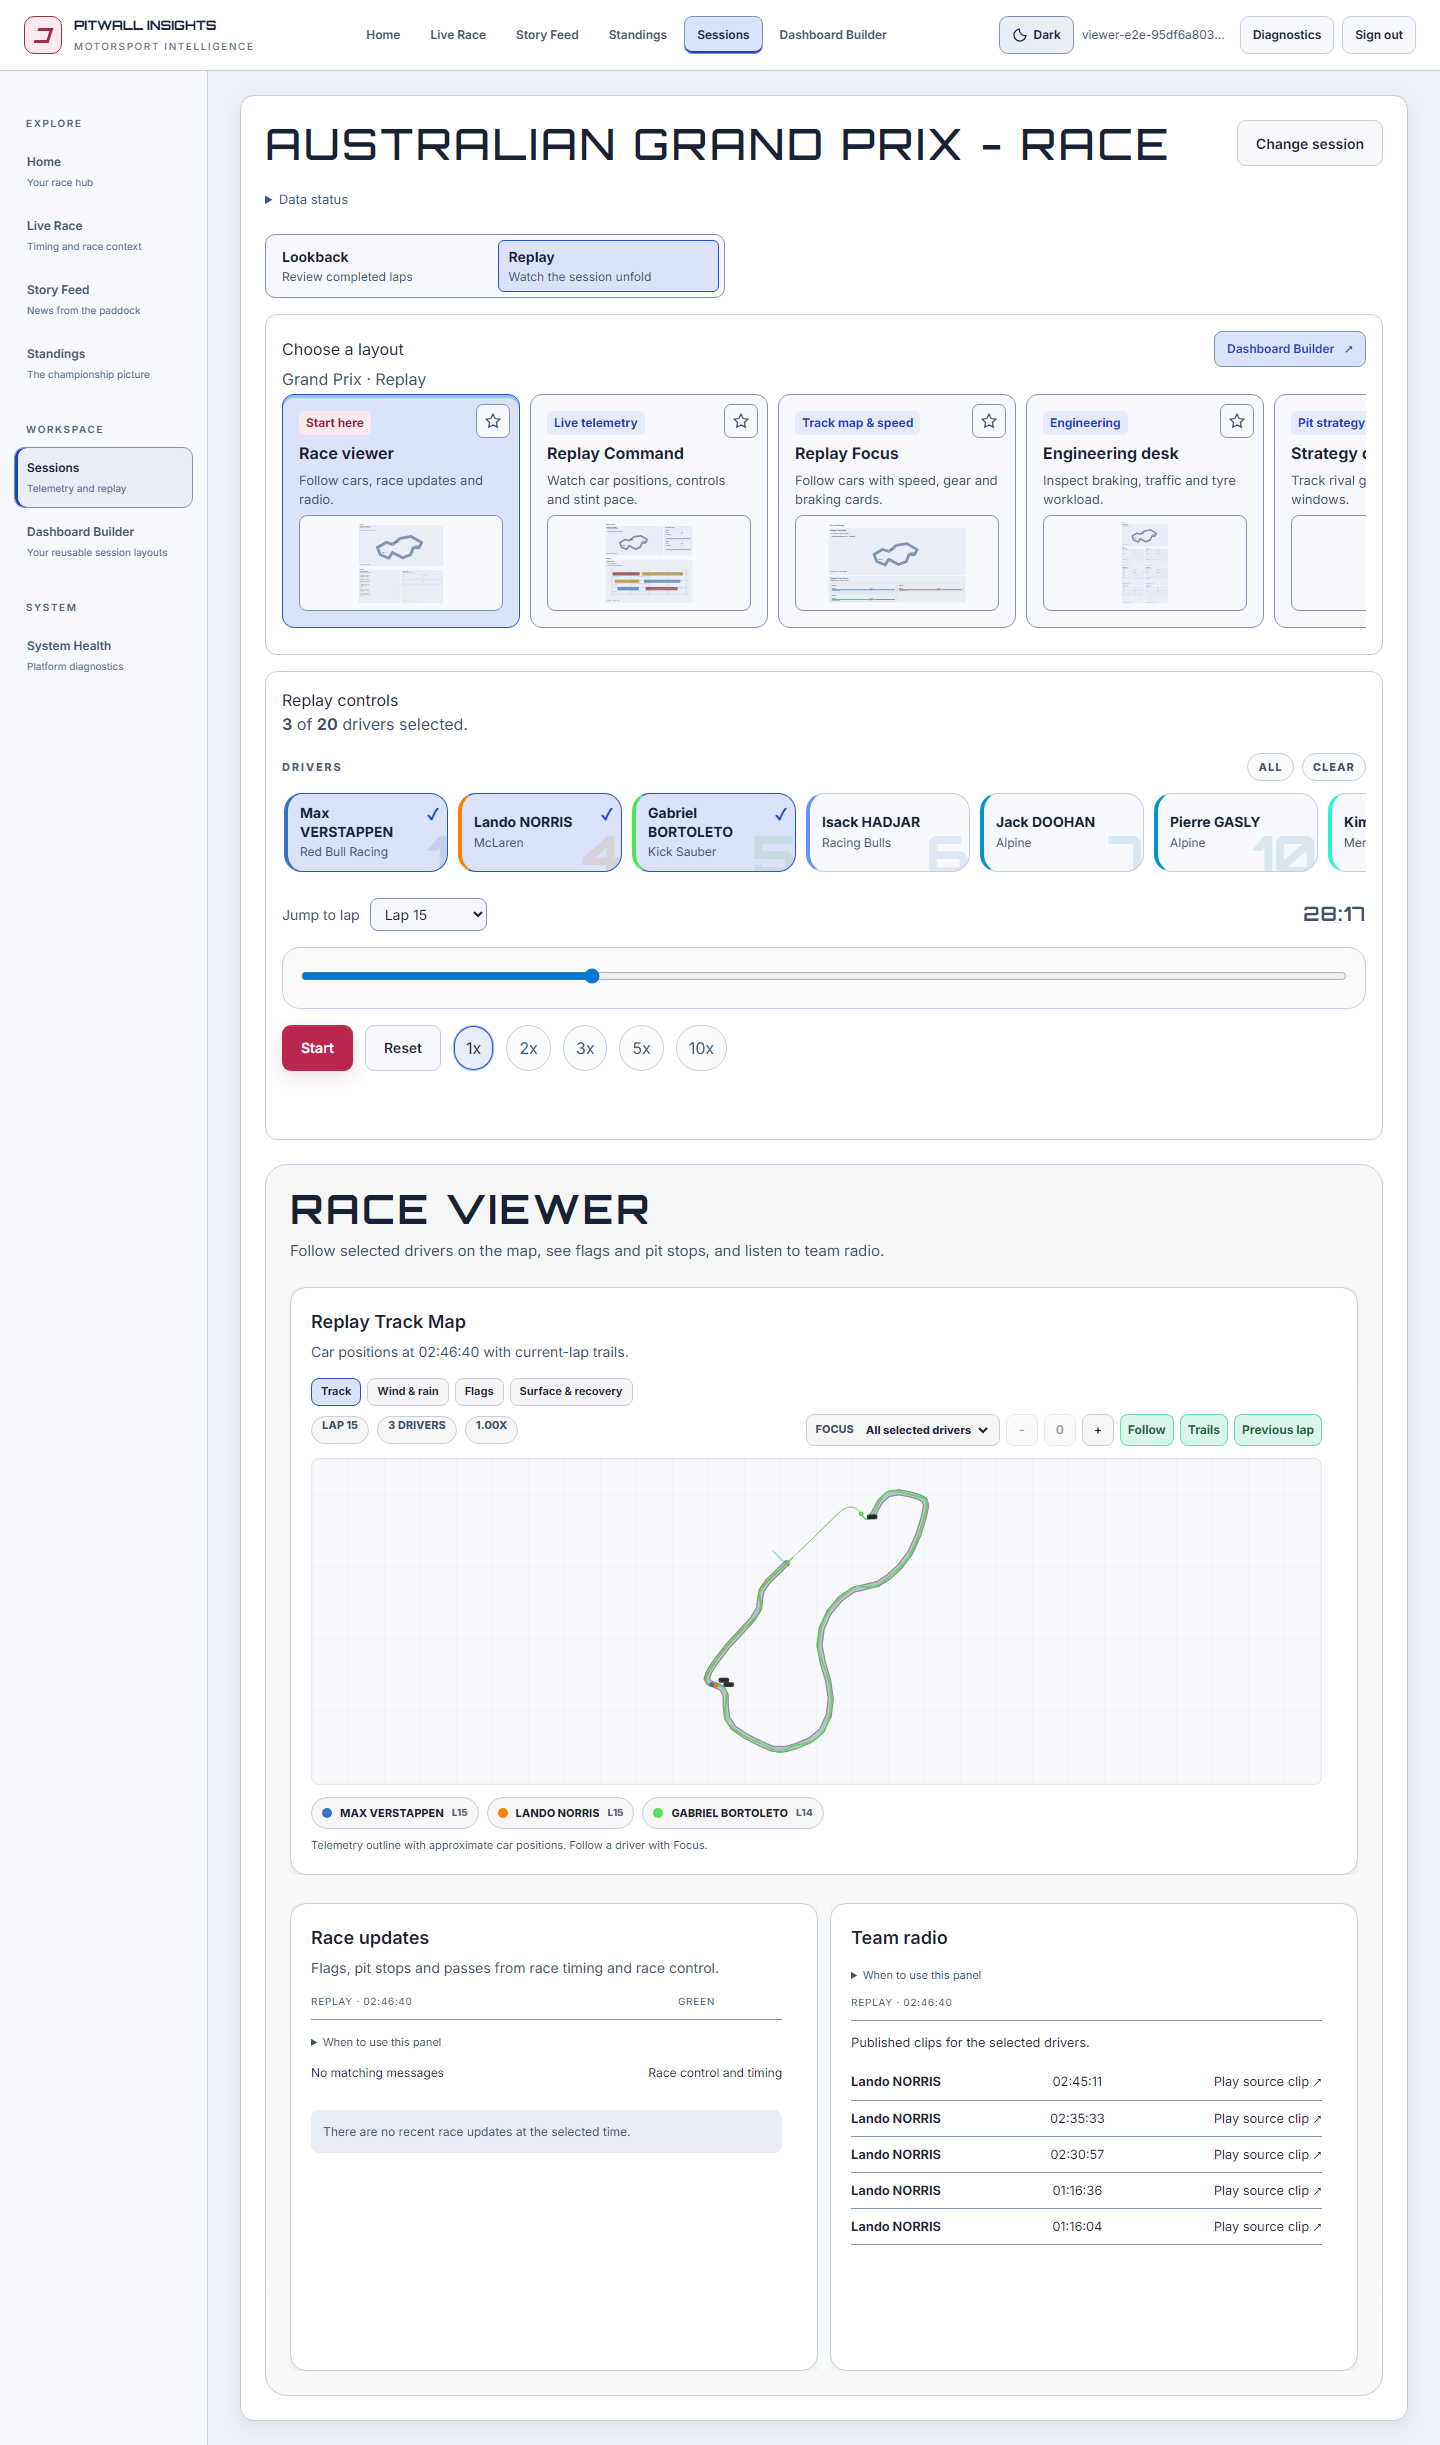 PITWALL INSIGHTS
MOTORSPORT INTELLIGENCE
Home
Live Race
Story Feed
Standings
Sessions
Dashboard Builder
Dark
viewer-e2e-95df6a803...
Diagnostics
Sign out
EXPLORE
Home
Your race hub
Live Race
Timing and race context
Story Feed
News from the paddock
Standings
The championship picture
WORKSPACE
Sessions
Telemetry and replay
Dashboard Builder
Your reusable session layouts
SYSTEM
System Health
Platform diagnostics
AUSTRALIAN GRAND PRIX - RACE
Change session
Data status
Lookback
Review completed laps
Replay
Watch the session unfold
Choose a layout
Grand Prix · Replay
Dashboard Builder ↗
Start here
Race viewer
Follow cars, race updates and
radio.
Live telemetry
Replay Command
Watch car positions, controls
and stint pace.
Track map & speed
Replay Focus
Follow cars with speed, gear and
braking cards.
Engineering
Engineering desk
Inspect braking, traffic and tyre
workload.
Pit strategy
Strategy
Track rival
windows.
Replay controls
3 of 20 drivers selected.
DRIVERS
ALL
CLEAR
Max
VERSTAPPEN
Red Bull Racing
1
✓
Lando NORRIS
McLaren
4
✓
Gabriel
BORTOLETO
Kick Sauber
5
✓
Isack HADJAR
Racing Bulls
6
Jack DOOHAN
Alpine
7
Pierre GASLY
Alpine
10
Jump to lap
Lap 15
28:17
Start
Reset
1x
2x
3x
5x
10x
RACE VIEWER
Follow selected drivers on the map, see flags and pit stops, and listen to team radio.
Replay Track Map
Car positions at 02:46:40 with current-lap trails.
Track
Wind & rain
Flags
Surface & recovery
LAP 15
3 DRIVERS
1.00X
FOCUS
All selected drivers
-
0
+
Follow
Trails
Previous lap
MAX VERSTAPPEN L15
LANDO NORRIS L15
GABRIEL BORTOLETO L14
Telemetry outline with approximate car positions. Follow a driver with Focus.
Race updates
Flags, pit stops and passes from race timing and race control.
REPLAY · 02:46:40
GREEN
When to use this panel
No matching messages
Race control and timing
There are no recent race updates at the selected time.
Team radio
When to use this panel
REPLAY · 02:46:40
Published clips for the selected drivers.
Lando NORRIS 02:45:11 Play source clip ↗
Lando NORRIS 02:35:33 Play source clip ↗
Lando NORRIS 02:30:57 Play source clip ↗
Lando NORRIS 01:16:36 Play source clip ↗
Lando NORRIS 01:16:04 Play source clip ↗